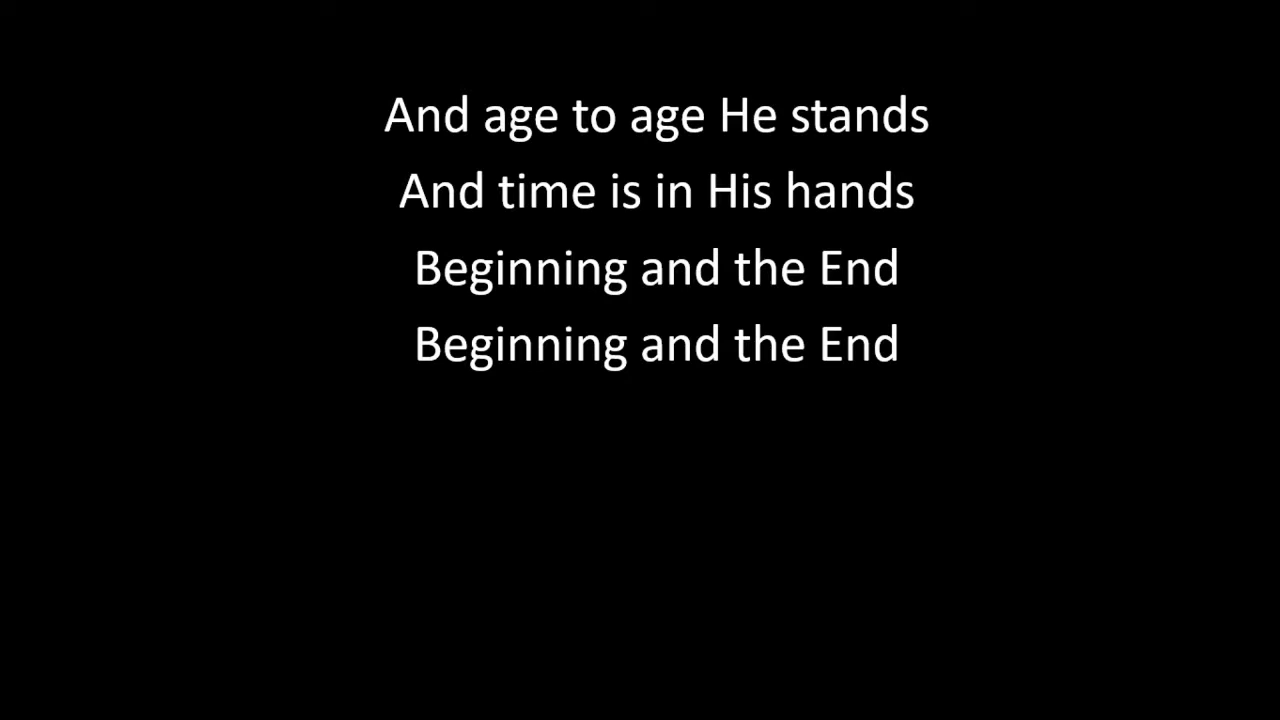 And age to age He stands
And time is in His hands
Beginning and the End
Beginning and the End